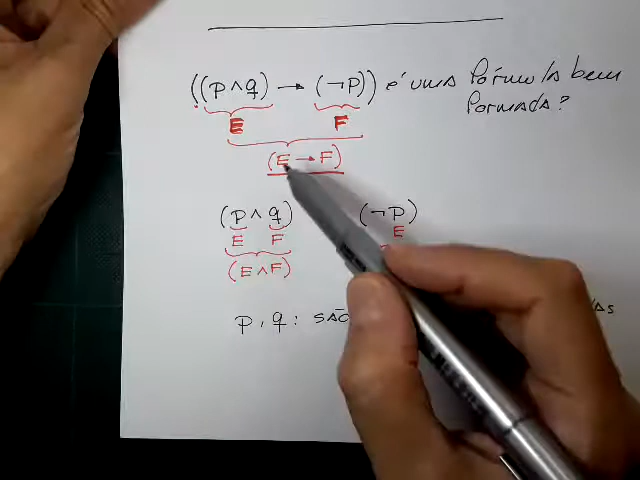 ((p ∧ q) → (¬p)) é uma fórmula bem
formada?
E F
(E → F)
(p ∧ q) (¬p)
E F E
(E ∧ F)
p, q: são